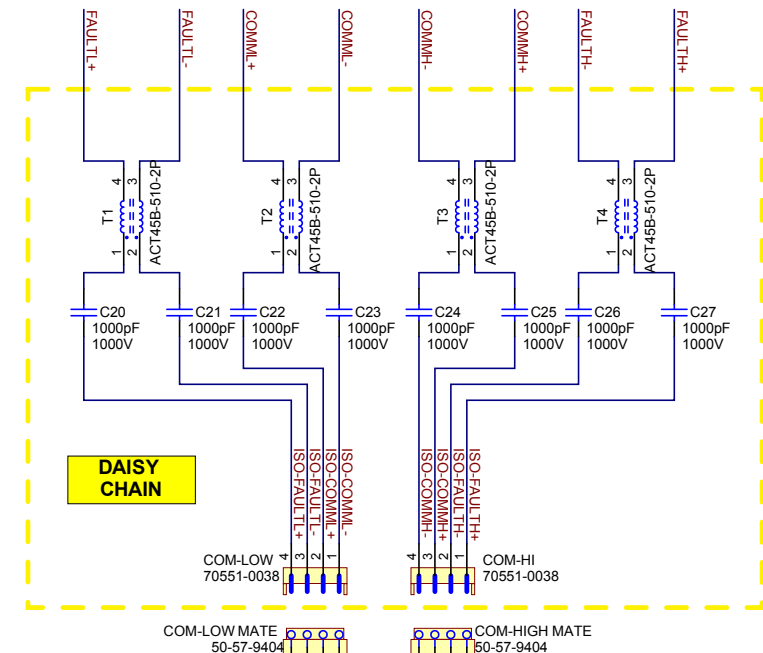 FAULTL+
FAULTL-
COMML+
COMML-
COMMH-
COMMH+
FAULTH-
FAULTH+
4 3
T1
1 2
ACT45B-510-2P
4 3
T2
1 2
ACT45B-510-2P
4 3
T3
1 2
ACT45B-510-2P
4 3
T4
1 2
ACT45B-510-2P
C20
1000pF
1000V
C21
1000pF
1000V
C22
1000pF
1000V
C23
1000pF
1000V
C24
1000pF
1000V
C25
1000pF
1000V
C26
1000pF
1000V
C27
1000pF
1000V
DAISY
CHAIN
ISO-FAULTL+
ISO-FAULTL-
ISO-COMML+
ISO-COMML-
ISO-COMMH-
ISO-COMMH+
ISO-FAULTH-
ISO-FAULTH+
COM-LOW
70551-0038
4 3 2 1
4 3 2 1
COM-HI
70551-0038
COM-LOW MATE
50-57-9404
COM-HIGH MATE
50-57-9404